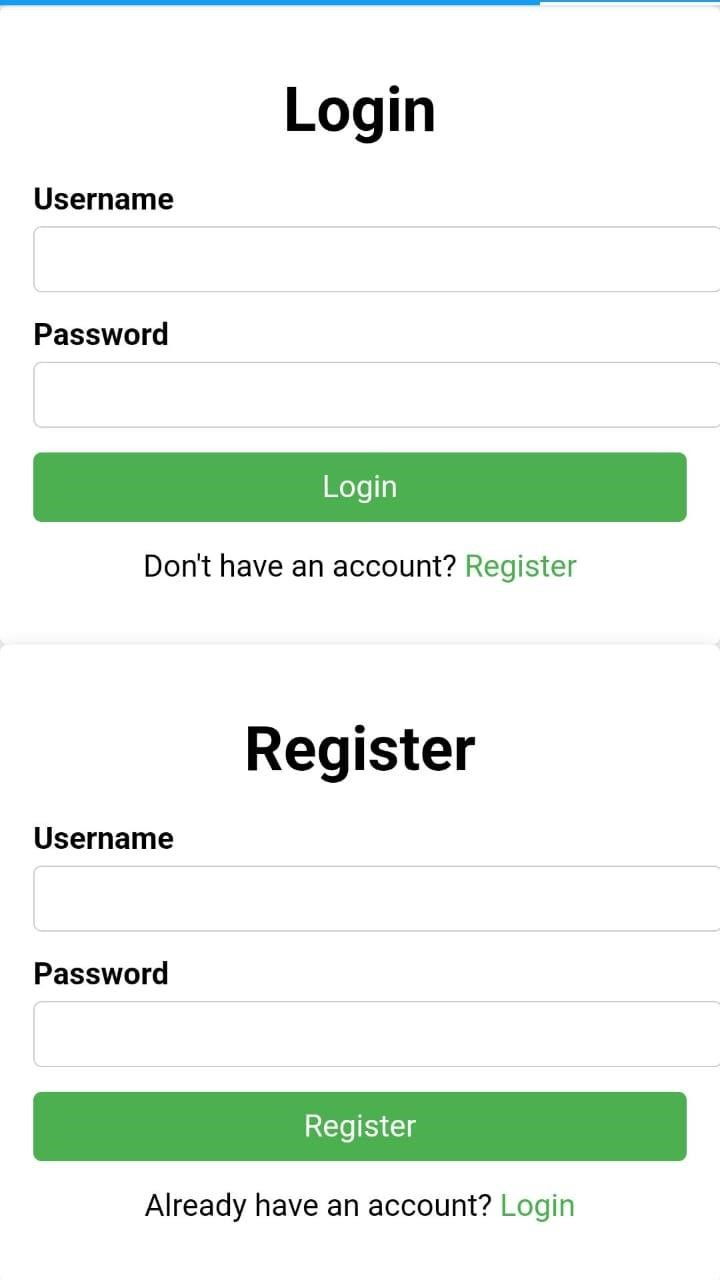 Login
Username
Password
Login
Don't have an account? Register
Register
Username
Password
Register
Already have an account? Login